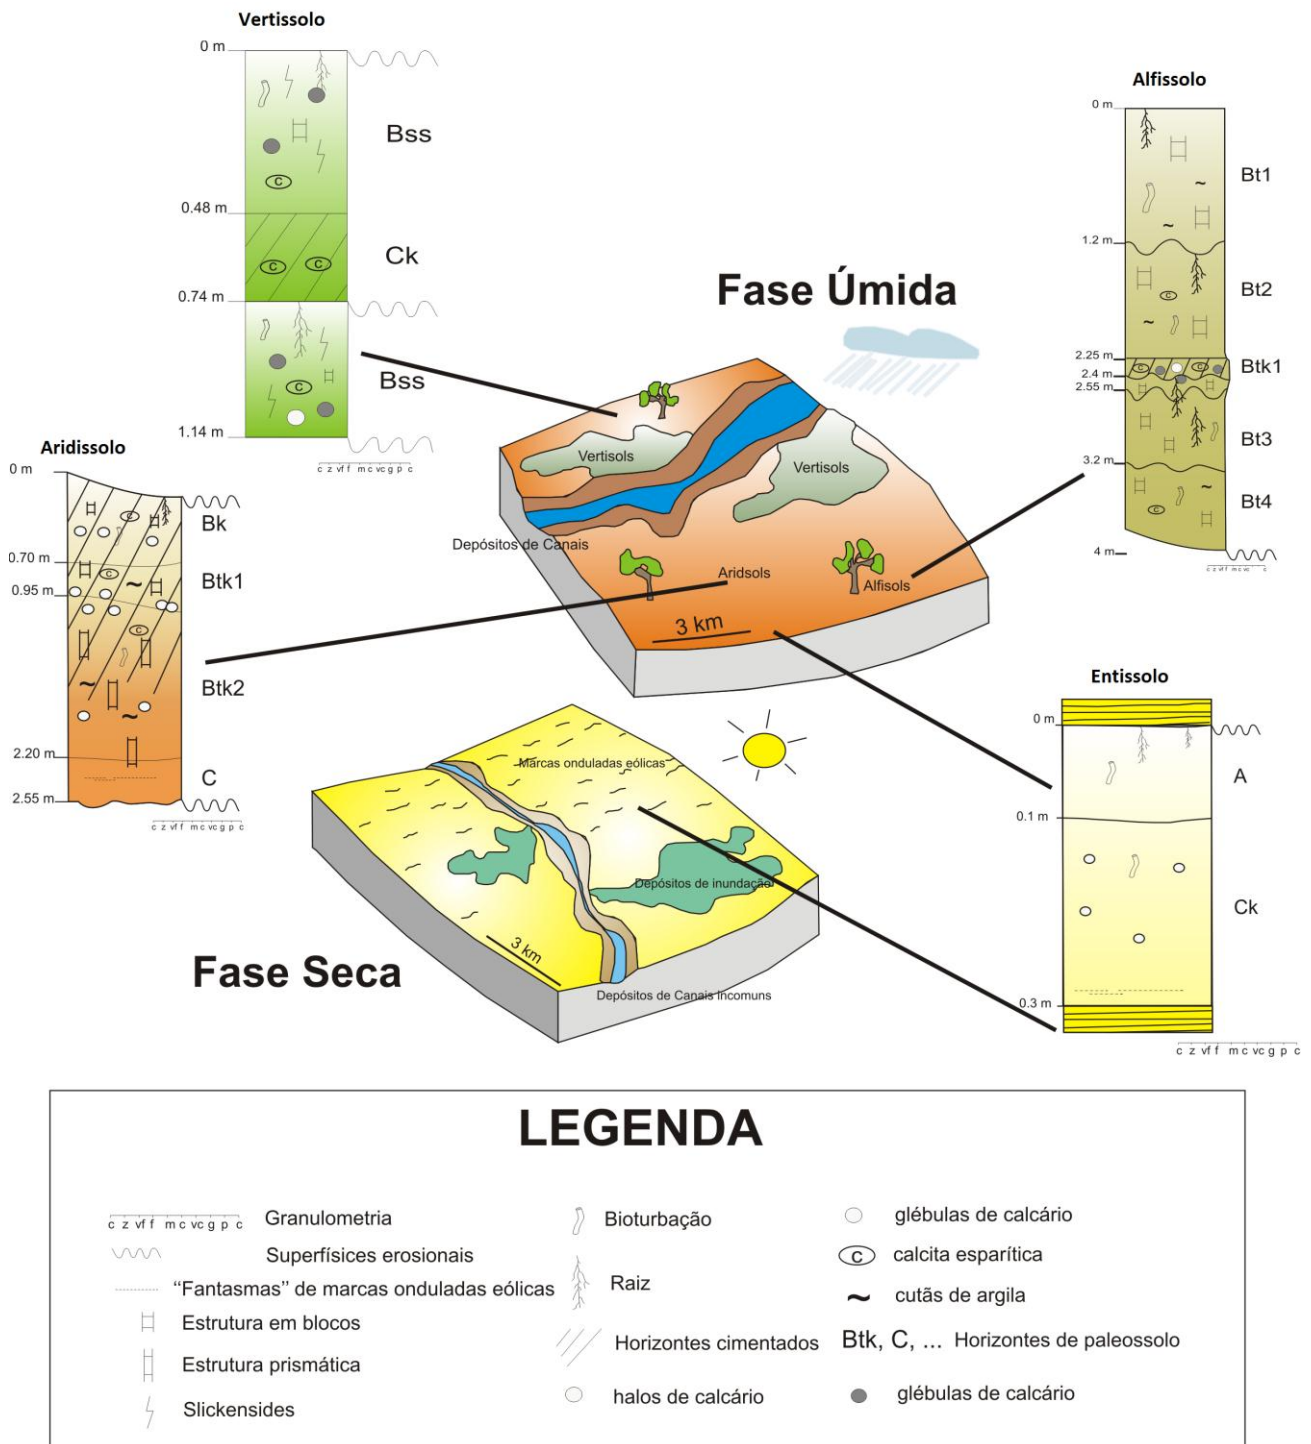 Vertissolo
0 m
Bss
0.48 m
Ck
0.74 m
Bss
1.14 m
c z vf f m c vc g p c
Alfissolo
0 m
Bt1
1.2 m
Bt2
2.25 m
Btk1
2.4 m
2.55 m
Bt3
3.2 m
Bt4
4 m
c z vf f m c vc c
Fase Úmida
Vertisols
Vertisols
Depósitos de Canais
Aridsols
Alfisols
3 km
Aridissolo
0 m
Bk
0.70 m
Btk1
0.95 m
Btk2
2.20 m
C
2.55 m
c z vf f m c vc g p c
Entissolo
0 m
A
0.1 m
Ck
0.3 m
c z vf f m c vc g p c
Marcas onduladas eólicas
Depósitos de inundação
3 km
Fase Seca
Depósitos de Canais Incomuns
C
C
C
C
C
C
C
C
C
C
C
LEGENDA
c z vf f m c vc g p c Granulometria
Superfísices erosionais
"Fantasmas" de marcas onduladas eólicas
Estrutura em blocos
Estrutura prismática
Slickensides
Bioturbação
Raiz
Horizontes cimentados
halos de calcário
glébulas de calcário
C calcita esparítica
cutãs de argila
Btk, C, ... Horizontes de paleossolo
glébulas de calcário